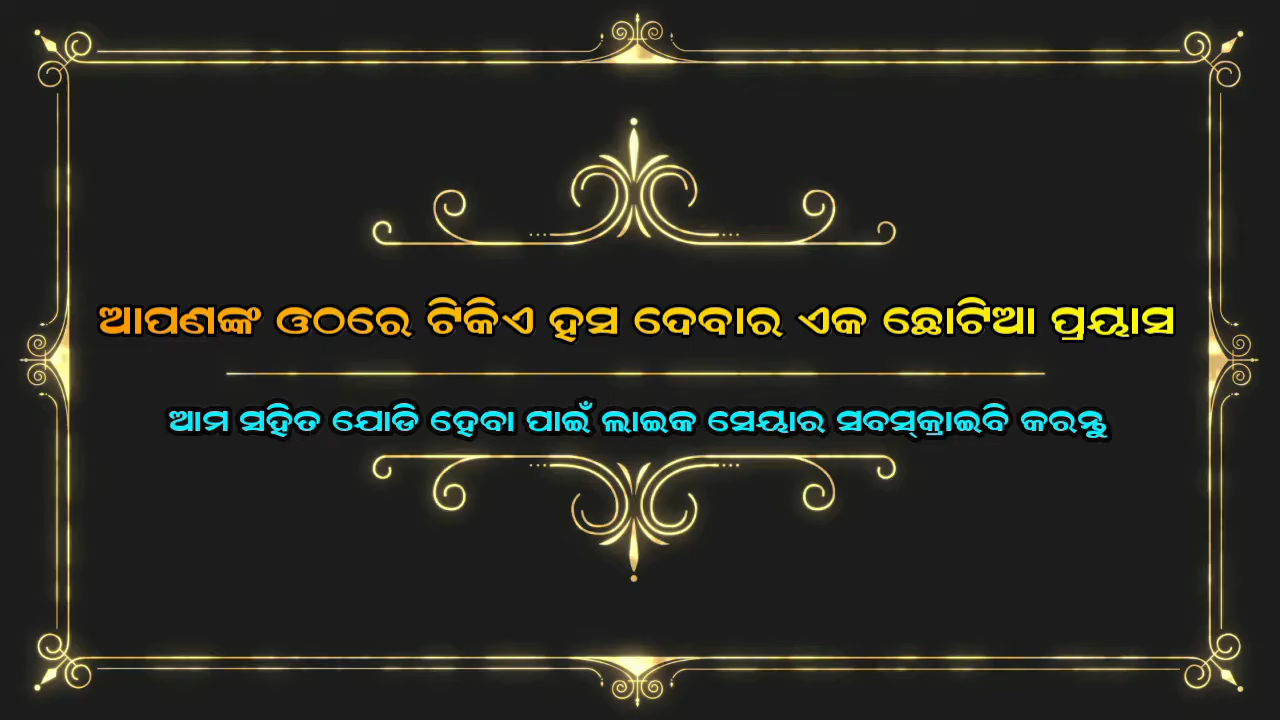 ଆପଣଙ୍କ ଓଠରେ ଟିକିଏ ହସ ଦେବାର ଏକ ଛୋଟିଆ ପ୍ରୟାସ
ଆମ ସହିତ ଯୋଡି ହେବା ପାଇଁ ଲାଇକ ସେୟାର ସବସ୍କ୍ରାଇବି କରନ୍ତୁ